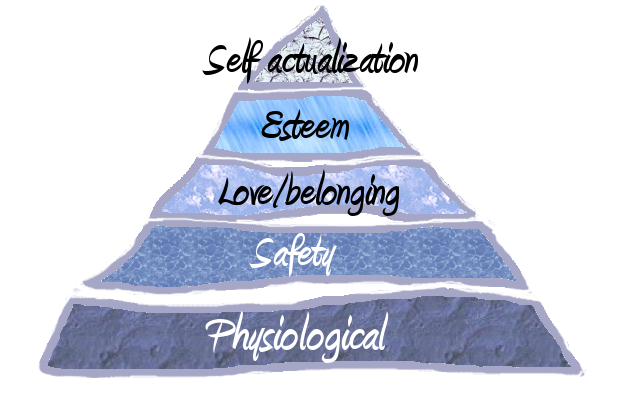 Self actualization
Esteem
Love/belonging
Safety
Physiological